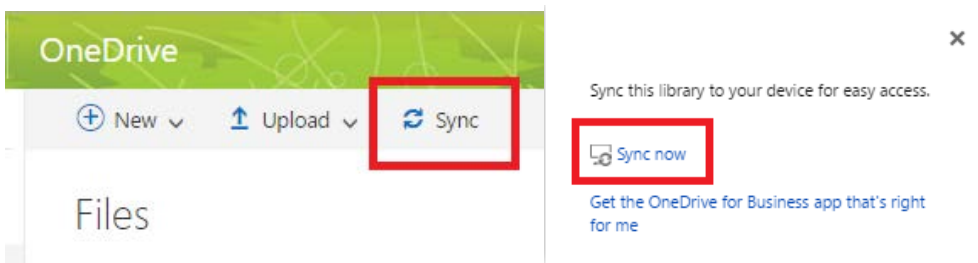 OneDrive
New Upload Sync
Files
Sync this library to your device for easy access.
Sync now
Get the OneDrive for Business app that's right
for me